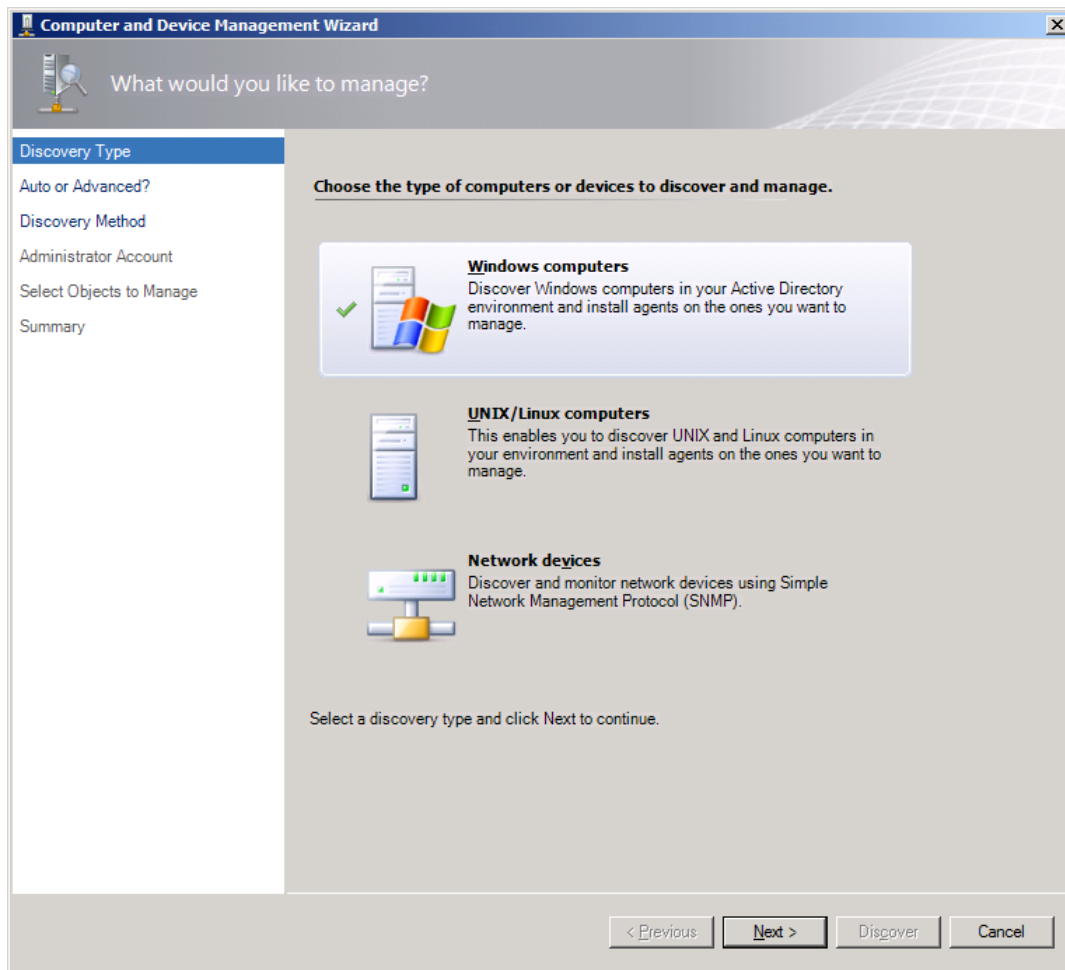 Computer and Device Management Wizard
What would you like to manage?
Discovery Type
Auto or Advanced?
Discovery Method
Administrator Account
Select Objects to Manage
Summary
Choose the type of computers or devices to discover and manage.
Windows computers
Discover Windows computers in your Active Directory
environment and install agents on the ones you want to
manage.
UNIX/Linux computers
This enables you to discover UNIX and Linux computers in
your environment and install agents on the ones you want to
manage.
Network devices
Discover and monitor network devices using Simple
Network Management Protocol (SNMP).
Select a discovery type and click Next to continue.
< Previous
Next >
Discover
Cancel